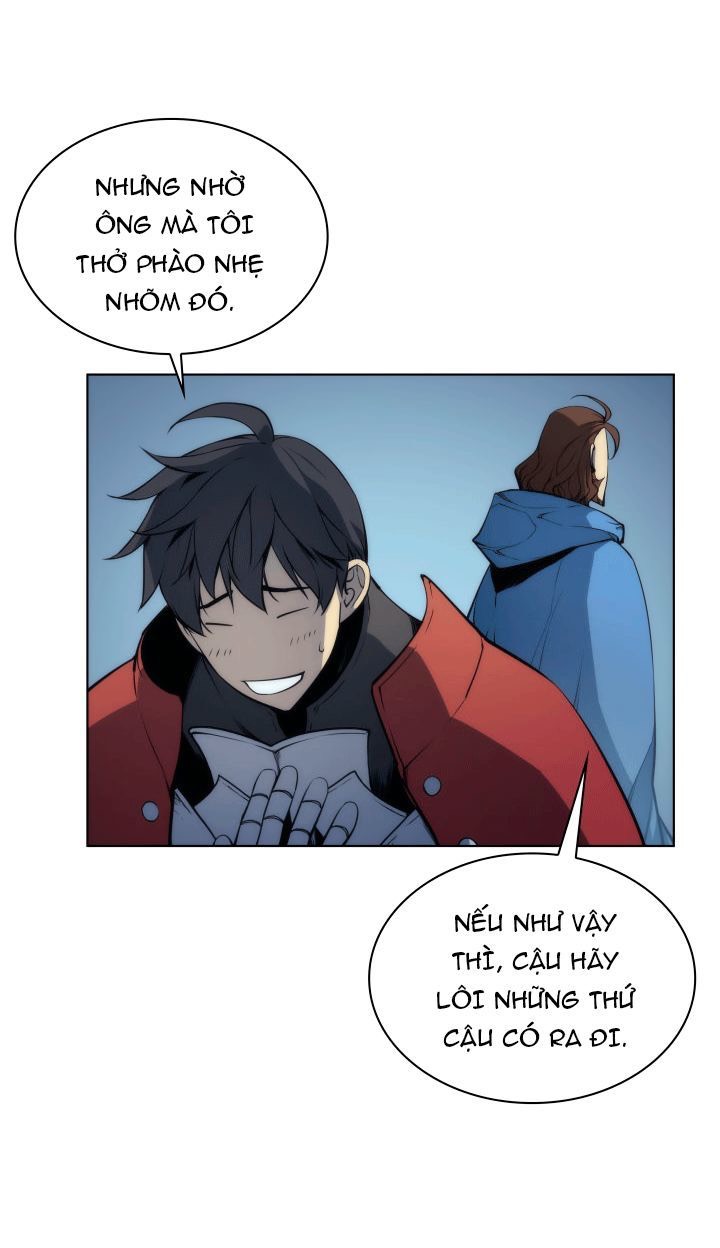 NHƯNG NHỜ
ÔNG MÀ TÔI
THỞ PHÀO NHẸ
NHÕM ĐÓ.
NẾU NHƯ VẬY
THÌ, CẬU HÃY
LÔI NHỮNG THỨ
CẬU CÓ RA ĐI.